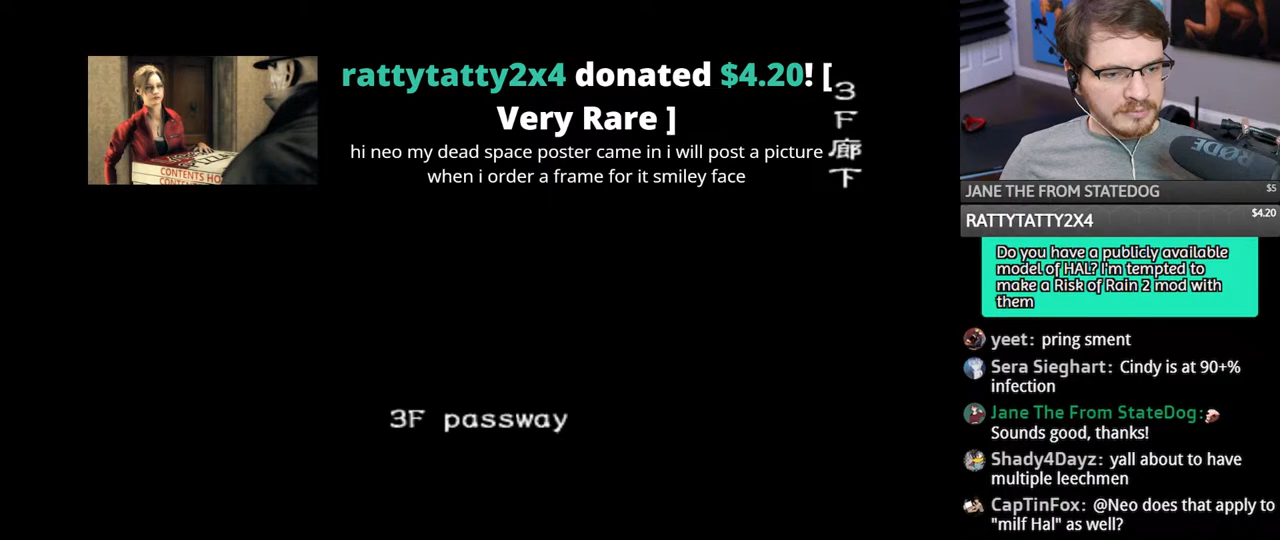 rattytatty2x4 donated $4.20! [
Very Rare ]
hi neo my dead space poster came in i will post a picture
when i order a frame for it smiley face
3F廊下
CONTENTS HO
3F passway
RØDE
JANE THE FROM STATEDOG $5
RATTYTATTY2X4 $4.20
Do you have a publicly available
model of HAL? I'm tempted to
make a Risk of Rain 2 mod with
them
yeet: pring sment
Sera Sieghart: Cindy is at 90+%
infection
Jane The From StateDog:
Sounds good, thanks!
Shady4Dayz: yall about to have
multiple leechmen
CapTinFox: @Neo does that apply to
"milf Hal" as well?